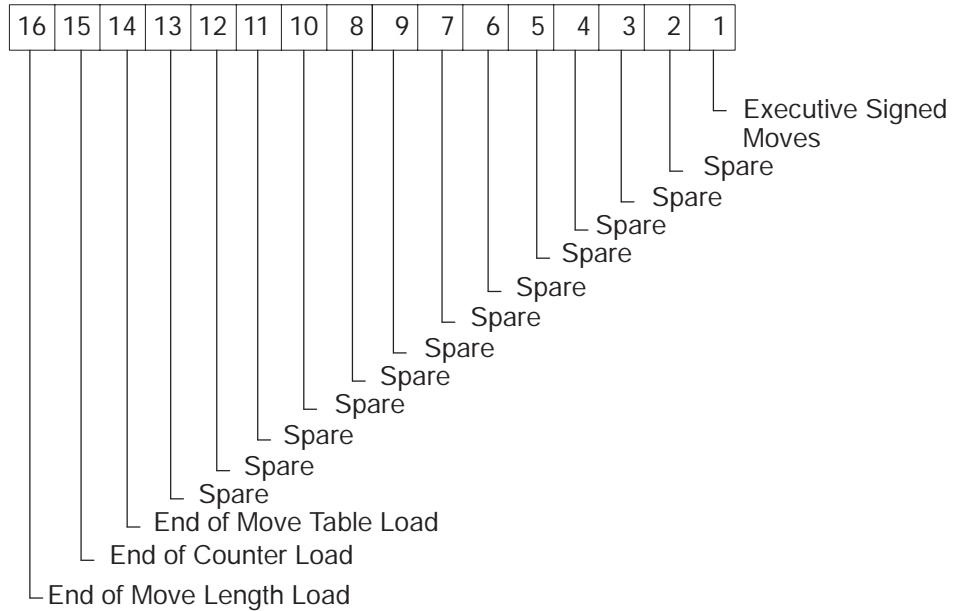 16 15 14 13 12 11 10 8 9 7 6 5 4 3 2 1
Executive Signed
Moves
Spare
Spare
Spare
Spare
Spare
Spare
Spare
Spare
Spare
Spare
Spare
Spare
End of Move Table Load
End of Counter Load
End of Move Length Load